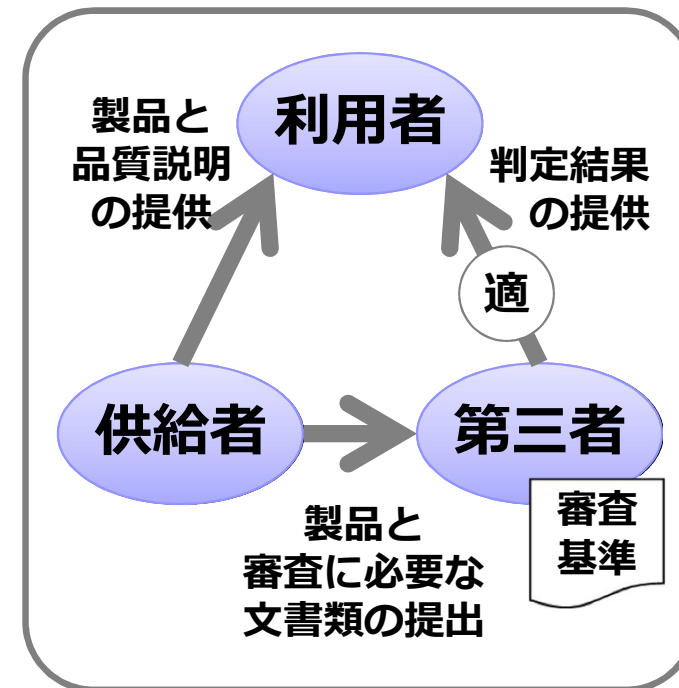 利用者
製品と
品質説明
の提供
判定結果
の提供
適
供給者
第三者
審査
基準
製品と
審査に必要な
文書類の提出